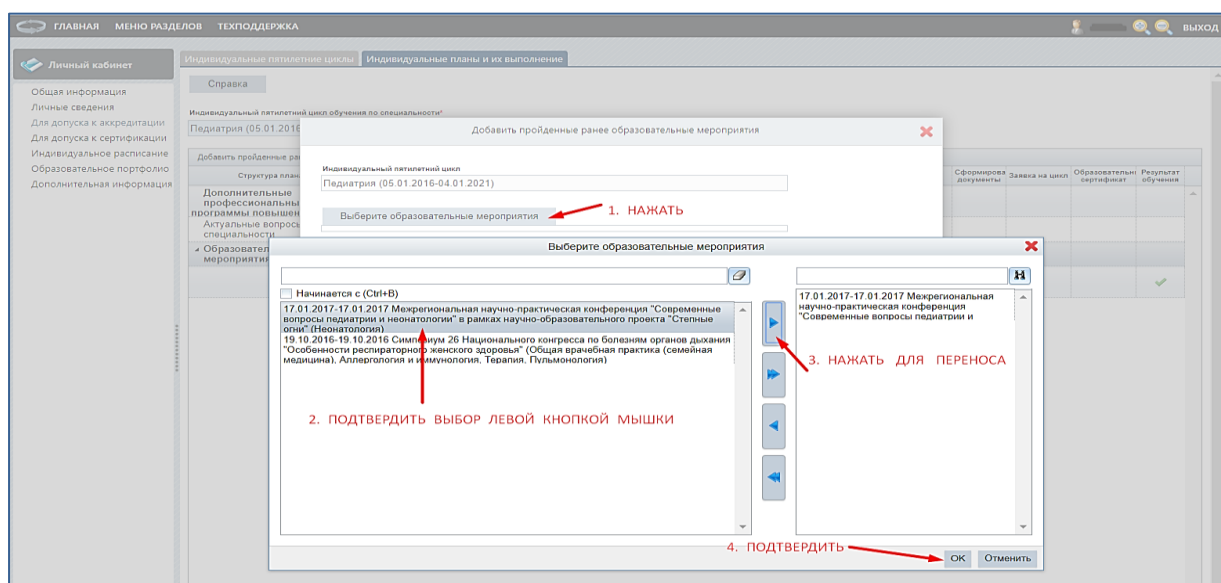 ГЛАВНАЯ МЕНЮ РАЗДЕЛОВ ТЕХПОДДЕРЖКА
ВЫХОД
Личный кабинет
Общая информация
Личные сведения
Для допуска к аккредитации
Для допуска к сертификации
Индивидуальное расписание
Образовательное портфолио
Дополнительная информация
Индивидуальные пятилетние циклы Индивидуальные планы и их выполнение
Справка
Индивидуальный пятилетний цикл обучения по специальности*
Педиатрия (05.01.2016
Добавить пройденные ра
Структура план
Сформирова документы
Заявка на цикл
Образовательн сертификат
Результат обучения
Дополнительные
профессиональны
программы повышен
Актуальные вопросы
специальности
Образовател
мероприятия
Добавить пройденные ранее образовательные мероприятия
Индивидуальный пятилетний цикл
Педиатрия (05.01.2016-04.01.2021)
Выберите образовательные мероприятия
1. НАЖАТЬ
Выберите образовательные мероприятия
Начинается с (Ctrl+B)
17.01.2017-17.01.2017 Межрегиональная научно-практическая конференция "Современные
вопросы педиатрии и неонатологии" в рамках научно-образовательного проекта "Степные
огни" (Неонатология)
19.10.2016-19.10.2016 Симпозиум 26 Национального конгресса по болезням органов дыхания
"Особенности респираторного женского здоровья" (Общая врачебная практика (семейная
медицина), Аллергология и иммунология, Терапия, Пульмонология)
17.01.2017-17.01.2017 Межрегиональная
научно-практическая конференция
"Современные вопросы педиатрии и
2. ПОДТВЕРДИТЬ ВЫБОР ЛЕВОЙ КНОПКОЙ МЫШКИ
3. НАЖАТЬ ДЛЯ ПЕРЕНОСА
4. ПОДТВЕРДИТЬ
OK Отменить